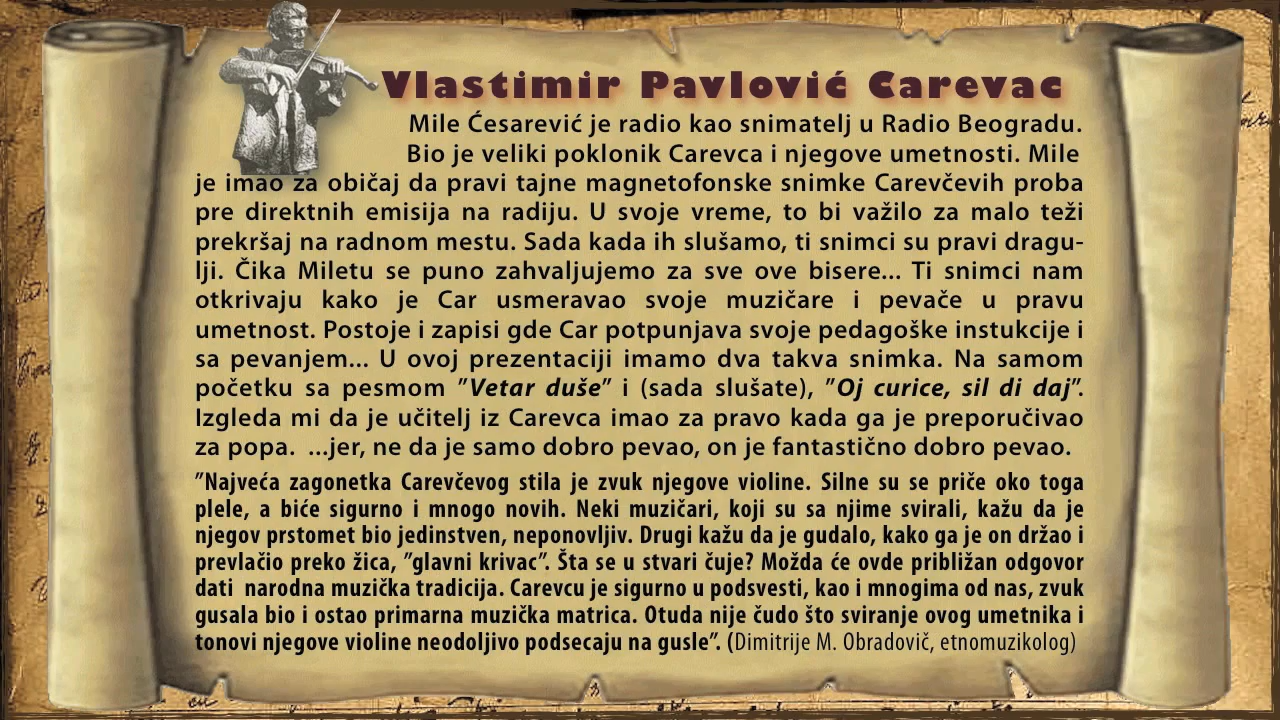 Vlastimir Pavlović Carevac
Mile Ćesarević je radio kao snimatelj u Radio Beogradu.
Bio je veliki poklonik Carevca i njegove umetnosti. Mile
je imao za običaj da pravi tajne magnetofonske snimke Carevčevih proba
pre direktnih emisija na radiju. U svoje vreme, to bi važilo za malo teži
prekršaj na radnom mestu. Sada kada ih slušamo, ti snimci su pravi dragu-
lji. Čika Miletu se puno zahvaljujemo za sve ove bisere... Ti snimci nam
otkrivaju kako je Car usmeravao svoje muzičare i pevače u pravu
umetnost. Postoje i zapisi gde Car potpunjava svoje pedagoške instukcije i
sa pevanjem... U ovoj prezentaciji imamo dva takva snimka. Na samom
početku sa pesmom ”Vetar duše” i (sada slušate), ”Oj curice, sil di daj”.
Izgleda mi da je učitelj iz Carevca imao za pravo kada ga je preporučivao
za popa.  ...jer, ne da je samo dobro pevao, on je fantastično dobro pevao.
”Najveća zagonetka Carevčevog stila je zvuk njegove violine. Silne su se priče oko toga
plele, a biće sigurno i mnogo novih. Neki muzičari, koji su sa njime svirali, kažu da je
njegov prstomet bio jedinstven, neponovljiv. Drugi kažu da je gudalo, kako ga je on držao i
prevlačio preko žica, ”glavni krivac”. Šta se u stvari čuje? Možda će ovde približan odgovor
dati  narodna muzička tradicija. Carevcu je sigurno u podsvesti, kao i mnogima od nas, zvuk
gusala bio i ostao primarna muzička matrica. Otuda nije čudo što sviranje ovog umetnika i
tonovi njegove violine neodoljivo podsecaju na gusle”. (Dimitrije M. Obradovič, etnomuzikolog)